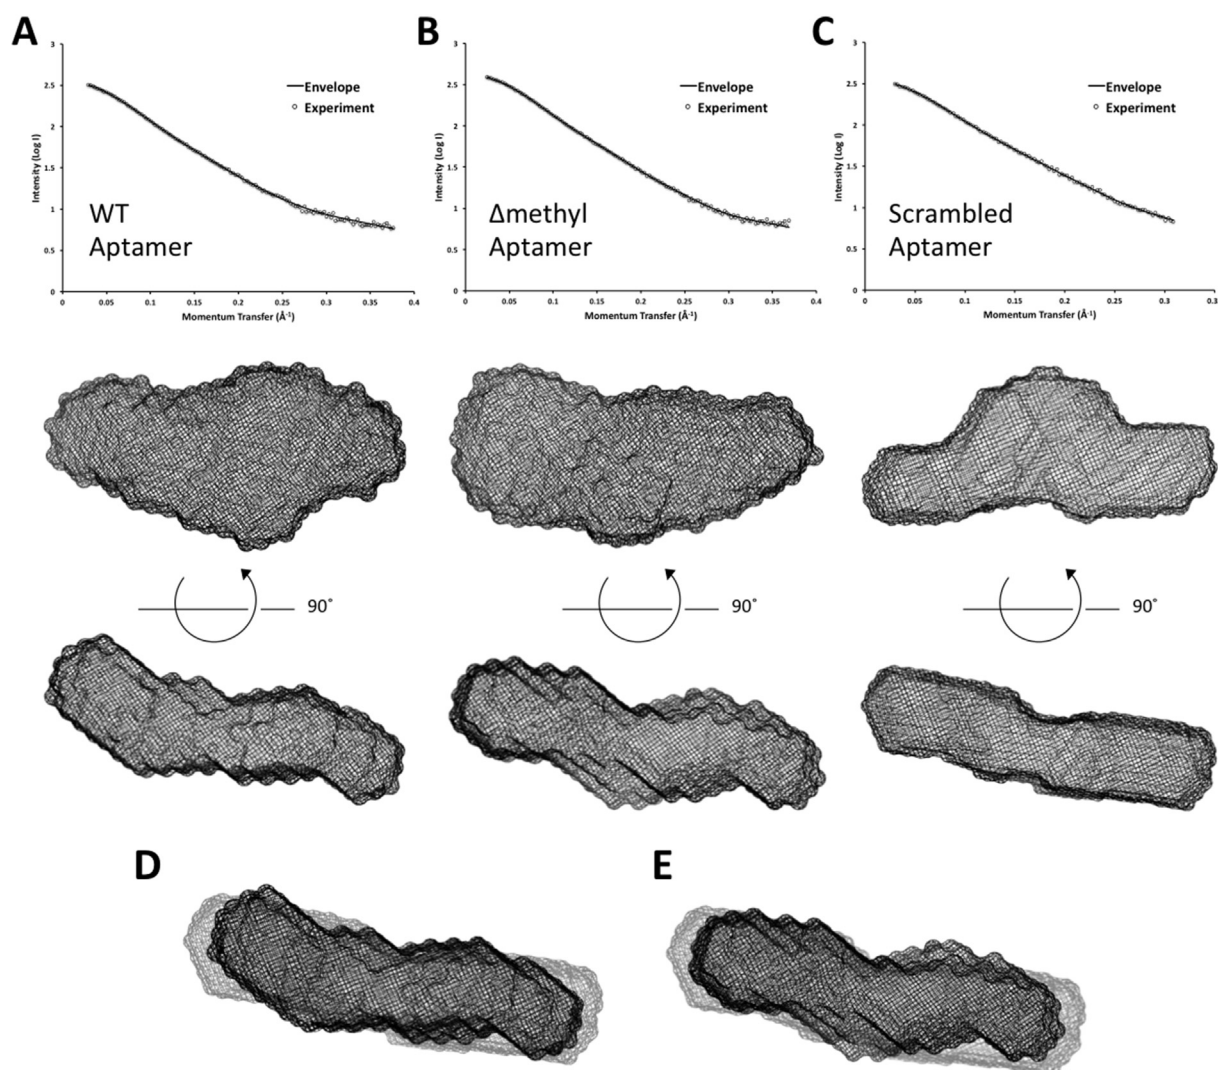 A
B
C
3
2.5
2
1.5
1
0.5
0
Intensity (Log I)
Envelope
Experiment
WT
Aptamer
0 0.05 0.1 0.15 0.2 0.25 0.3 0.35 0.4
Momentum Transfer (Å⁻¹)
3
2.5
2
1.5
1
0.5
0
Intensity (Log I)
Envelope
Experiment
Δmethyl
Aptamer
0 0.05 0.1 0.15 0.2 0.25 0.3 0.35 0.4
Momentum Transfer (Å⁻¹)
3
2.5
2
1.5
1
0.5
0
Intensity (Log I)
Envelope
Experiment
Scrambled
Aptamer
0 0.05 0.1 0.15 0.2 0.25 0.3 0.3
Momentum Transfer (Å⁻¹)
90°
90°
90°
D
E